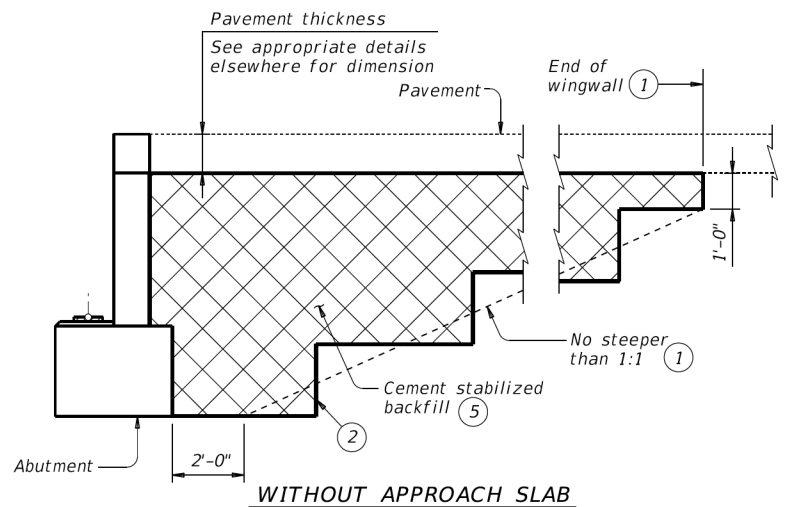 Pavement thickness
See appropriate details
elsewhere for dimension
Pavement
End of
wingwall 1
1'-0"
No steeper
than 1:1 1
Cement stabilized
backfill 5
2
2'-0"
Abutment
WITHOUT APPROACH SLAB